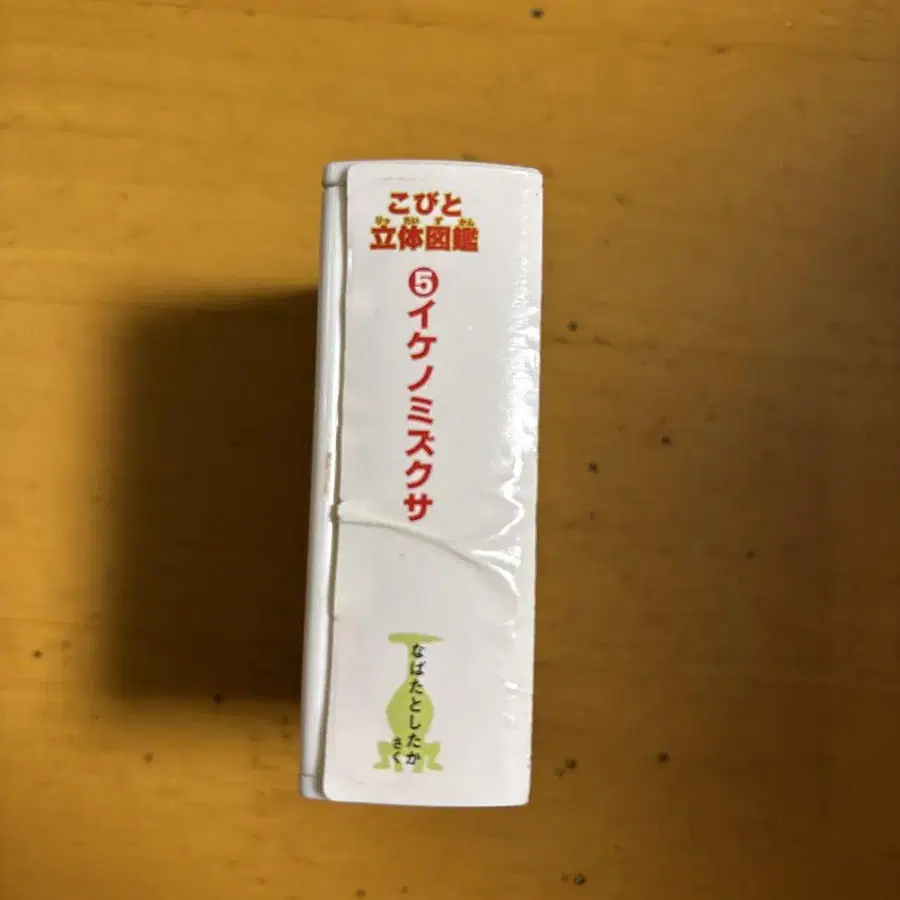 こびと
りっ たい ず かん
立体図鑑
❺イケノミズクサ
なばたとしたか
さく